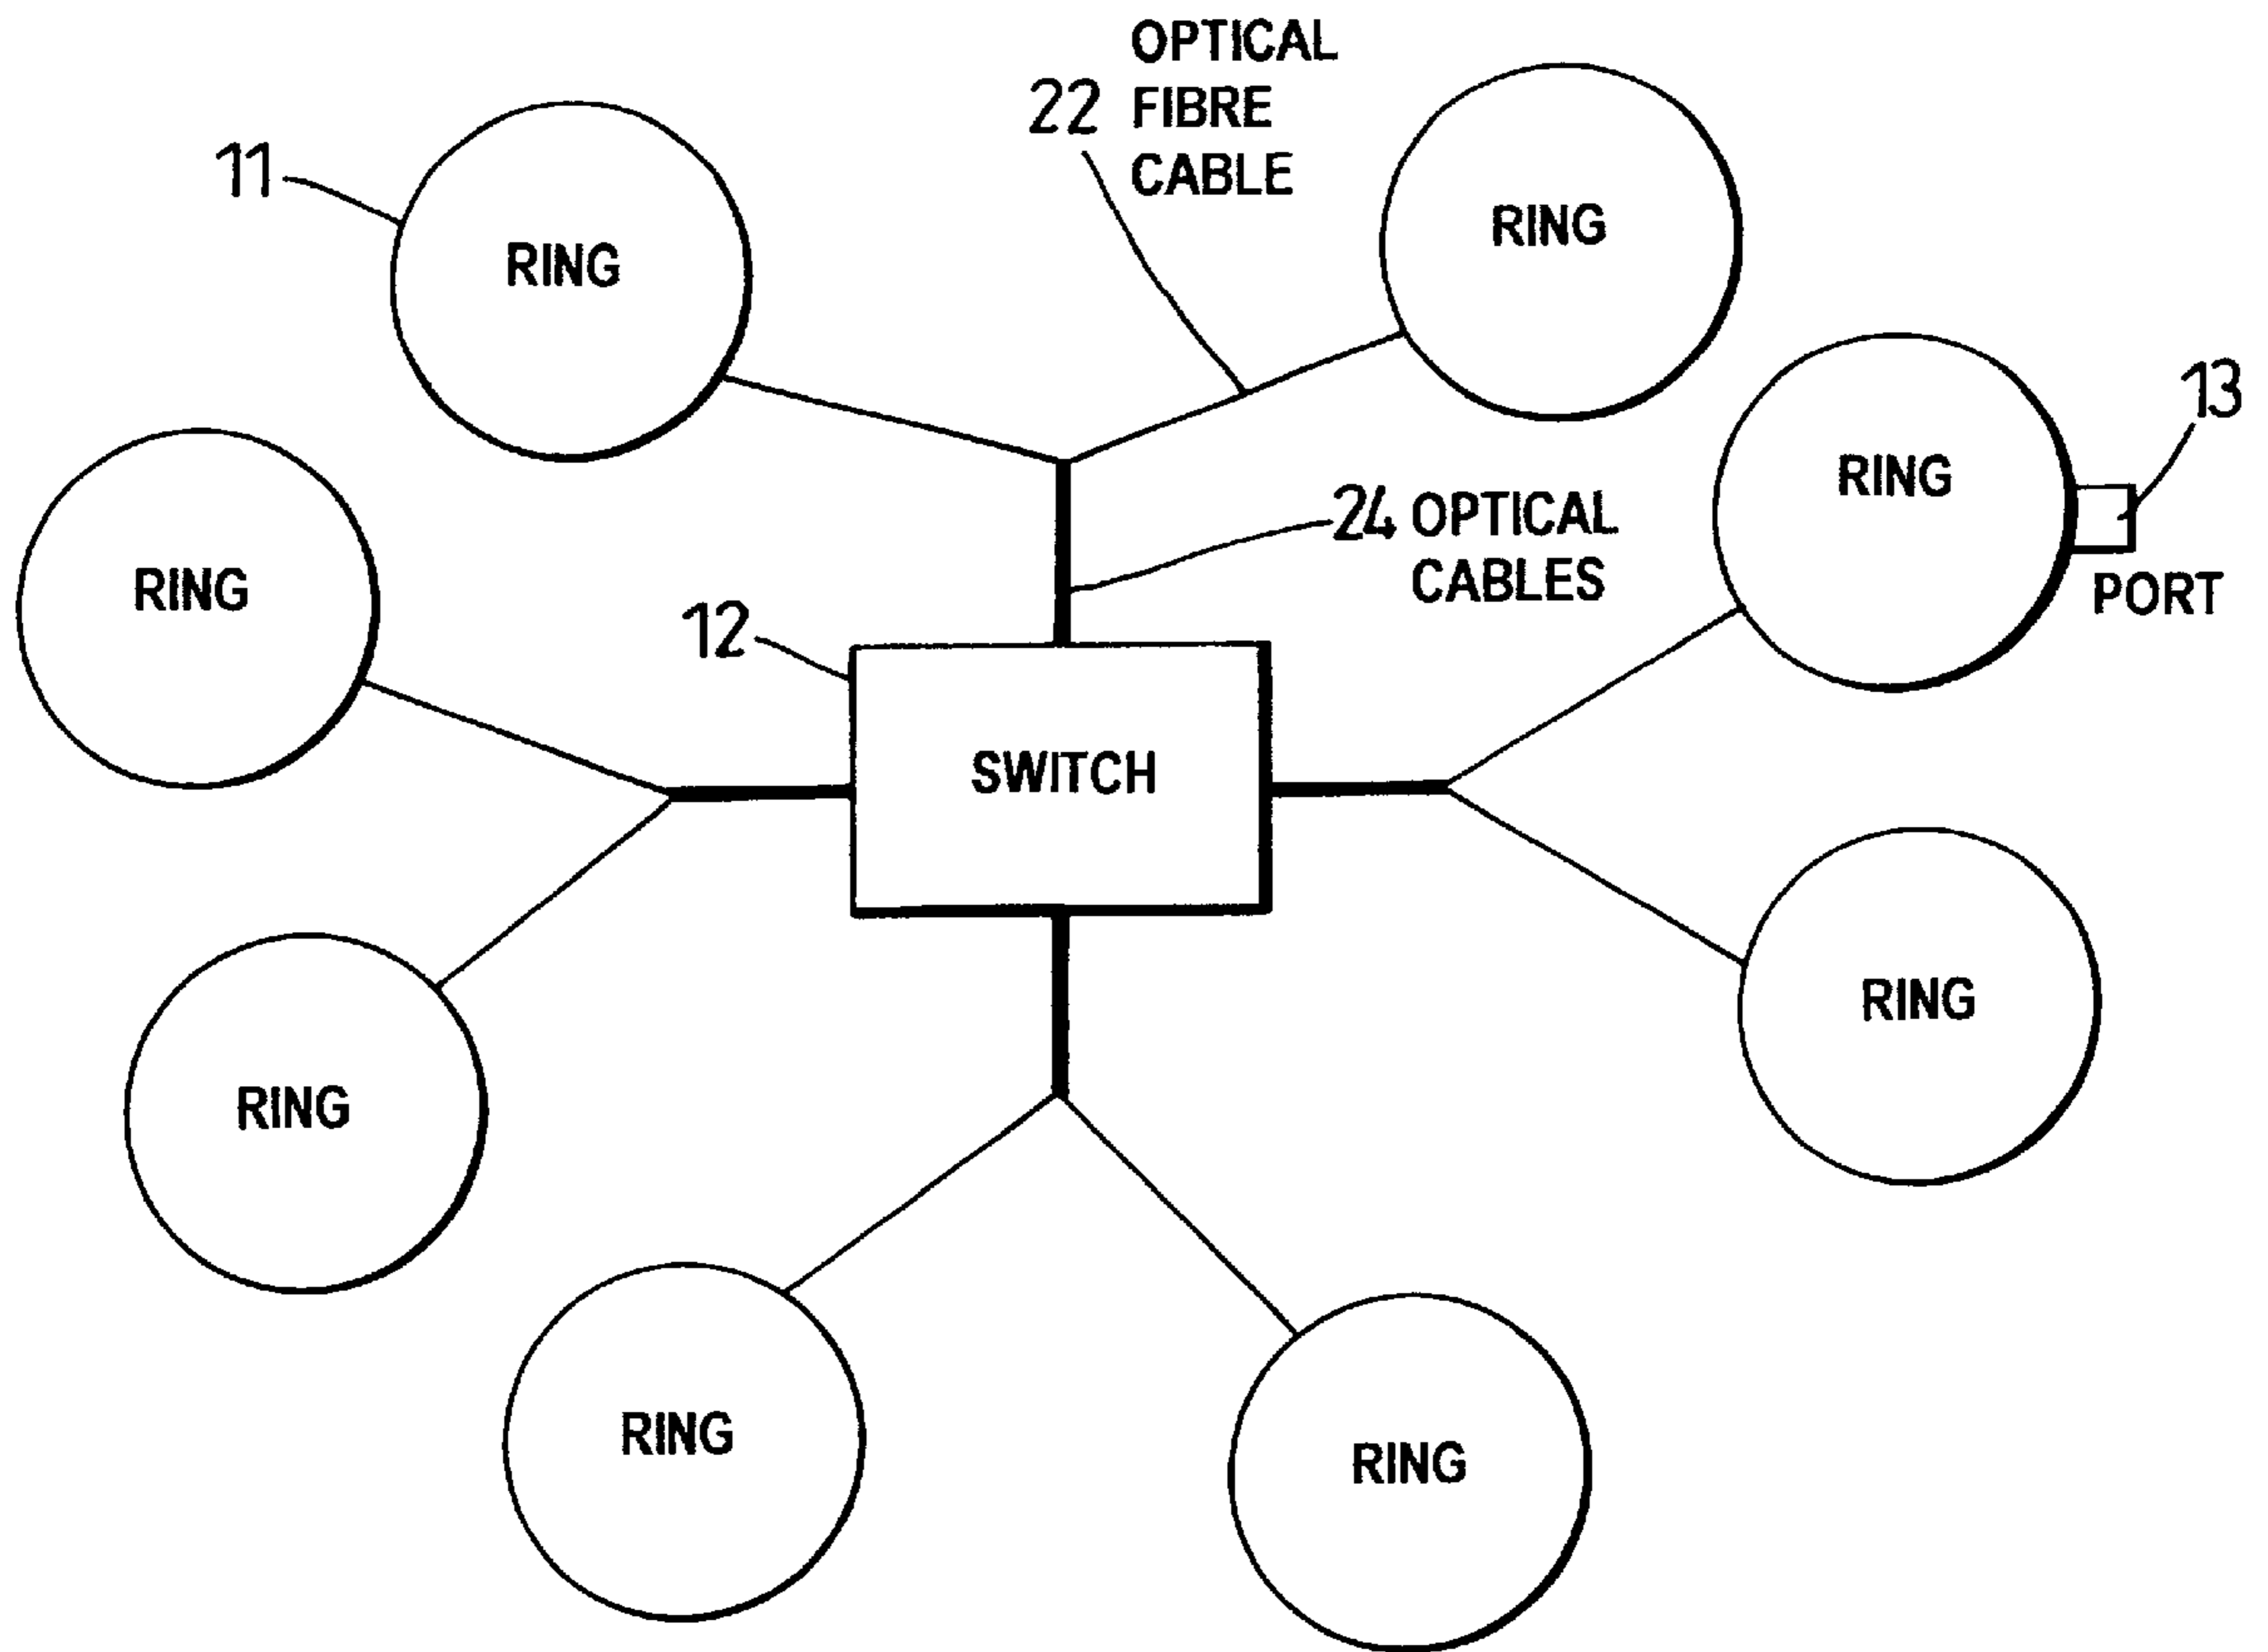 OPTICAL
22 FIBRE
CABLE
11
RING
RING
13
RING
24 OPTICAL
CABLES
PORT
RING
12
SWITCH
RING
RING
RING
RING